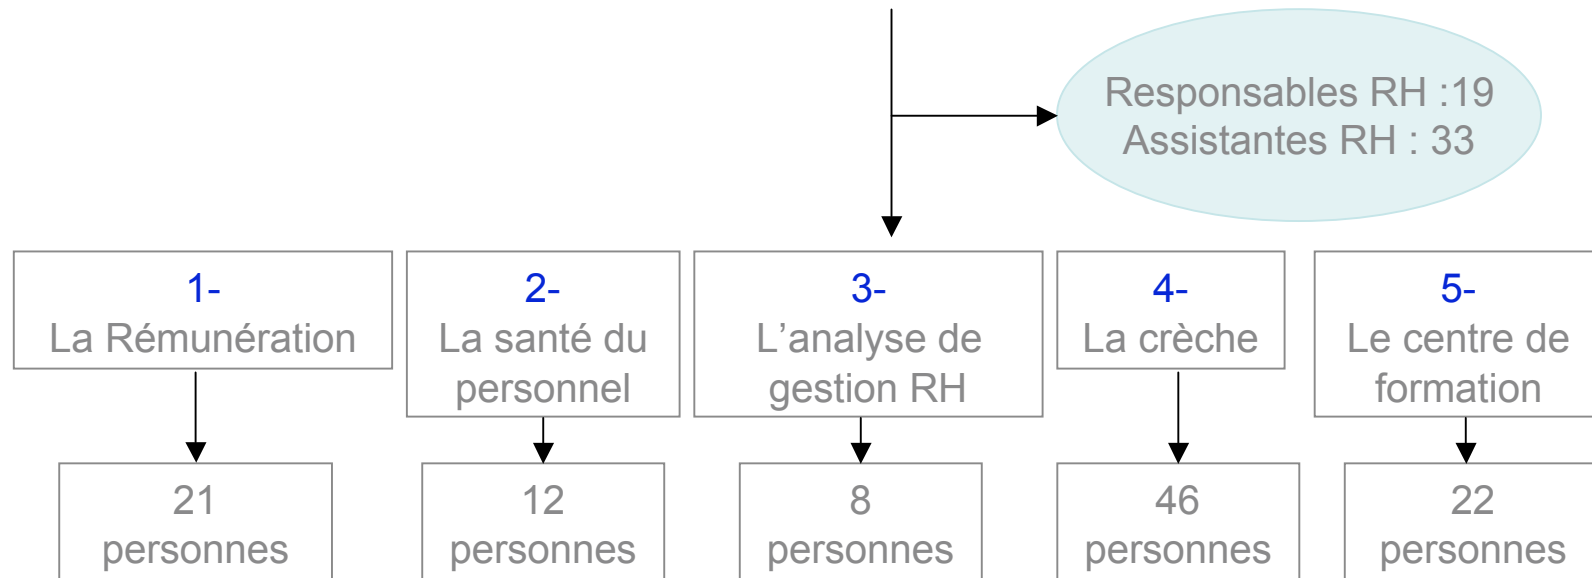 Responsables RH :19
Assistantes RH : 33
1-
La Rémunération
2-
La santé du
personnel
3-
L’analyse de
gestion RH
4-
La crèche
5-
Le centre de
formation
21
personnes
12
personnes
8
personnes
46
personnes
22
personnes